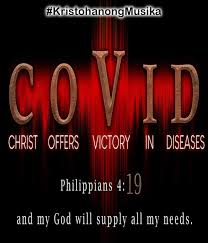 #KristohanongMusika
COVID
CHRIST OFFERS VICTORY IN DISEASES
Philippians 4:19
and my God will supply all my needs.